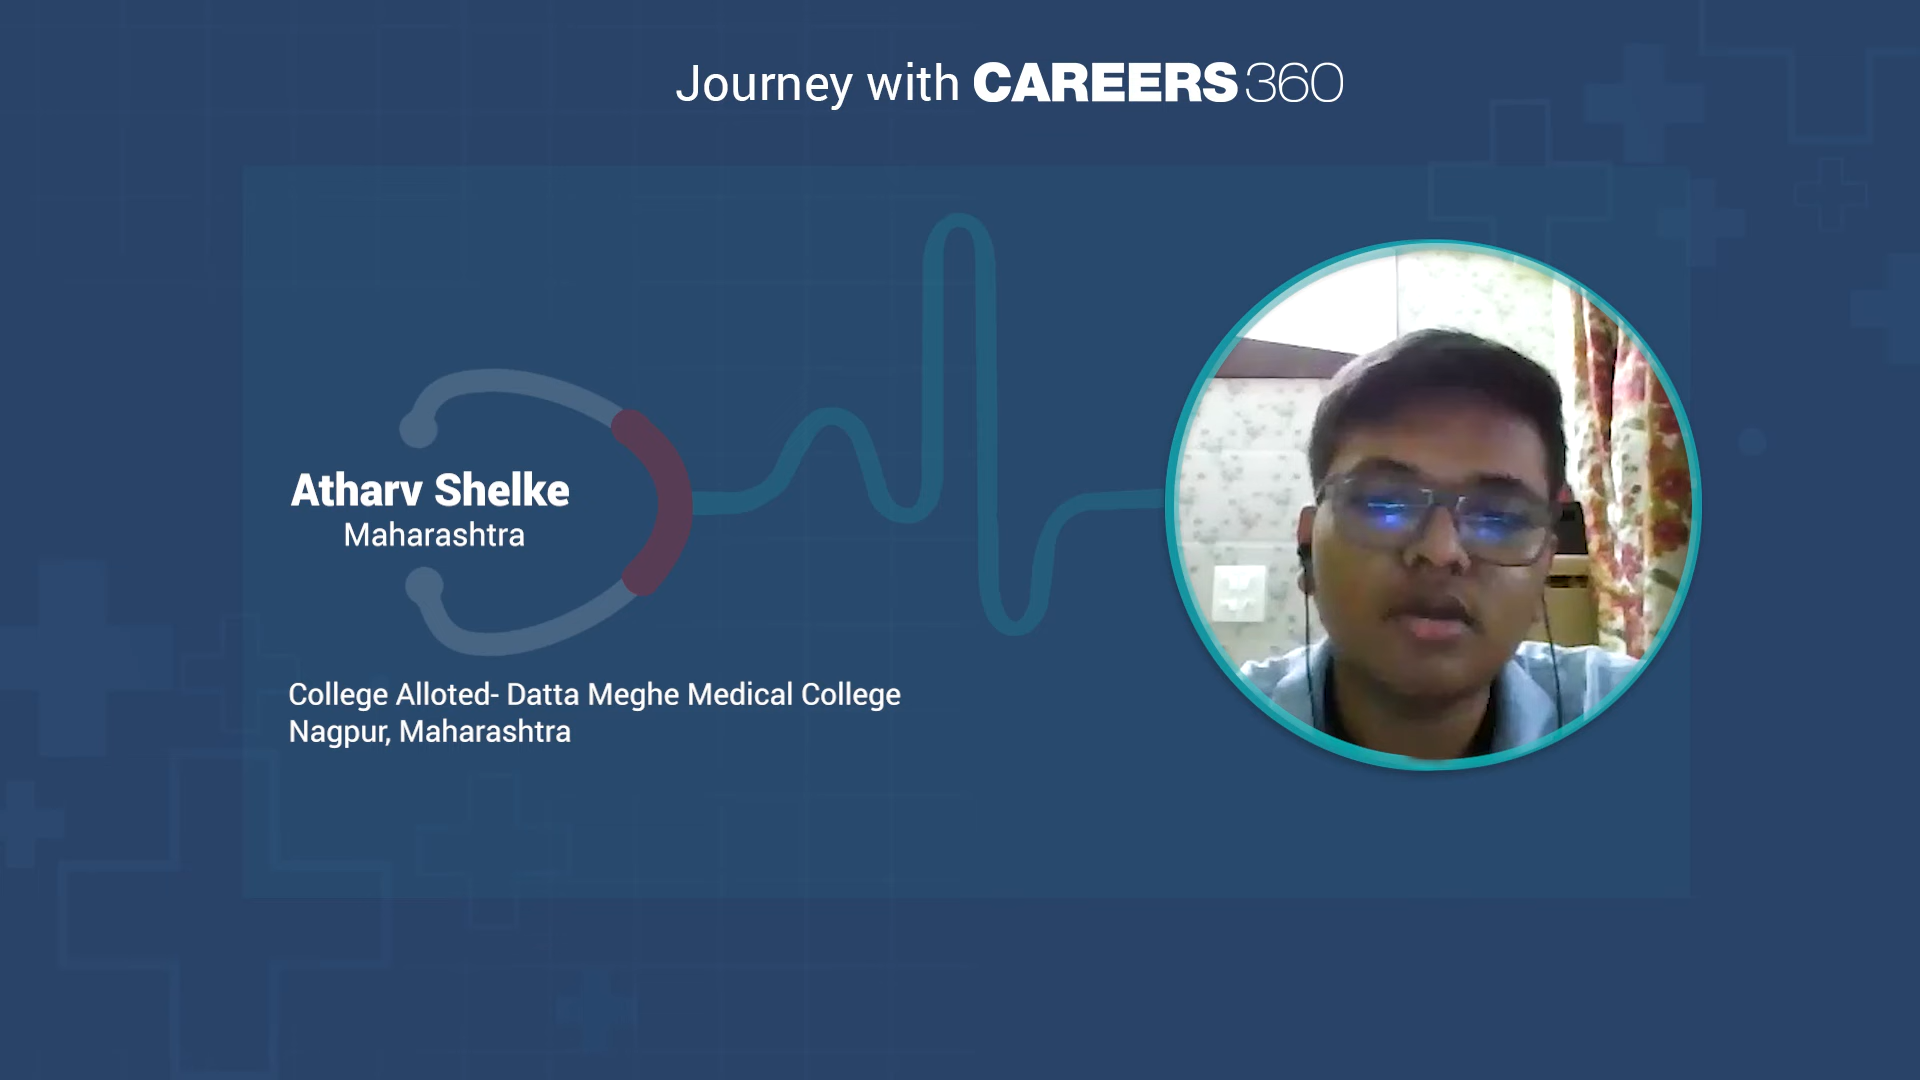 Journey with CAREERS360
Atharv Shelke
Maharashtra
College Alloted- Datta Meghe Medical College
Nagpur, Maharashtra